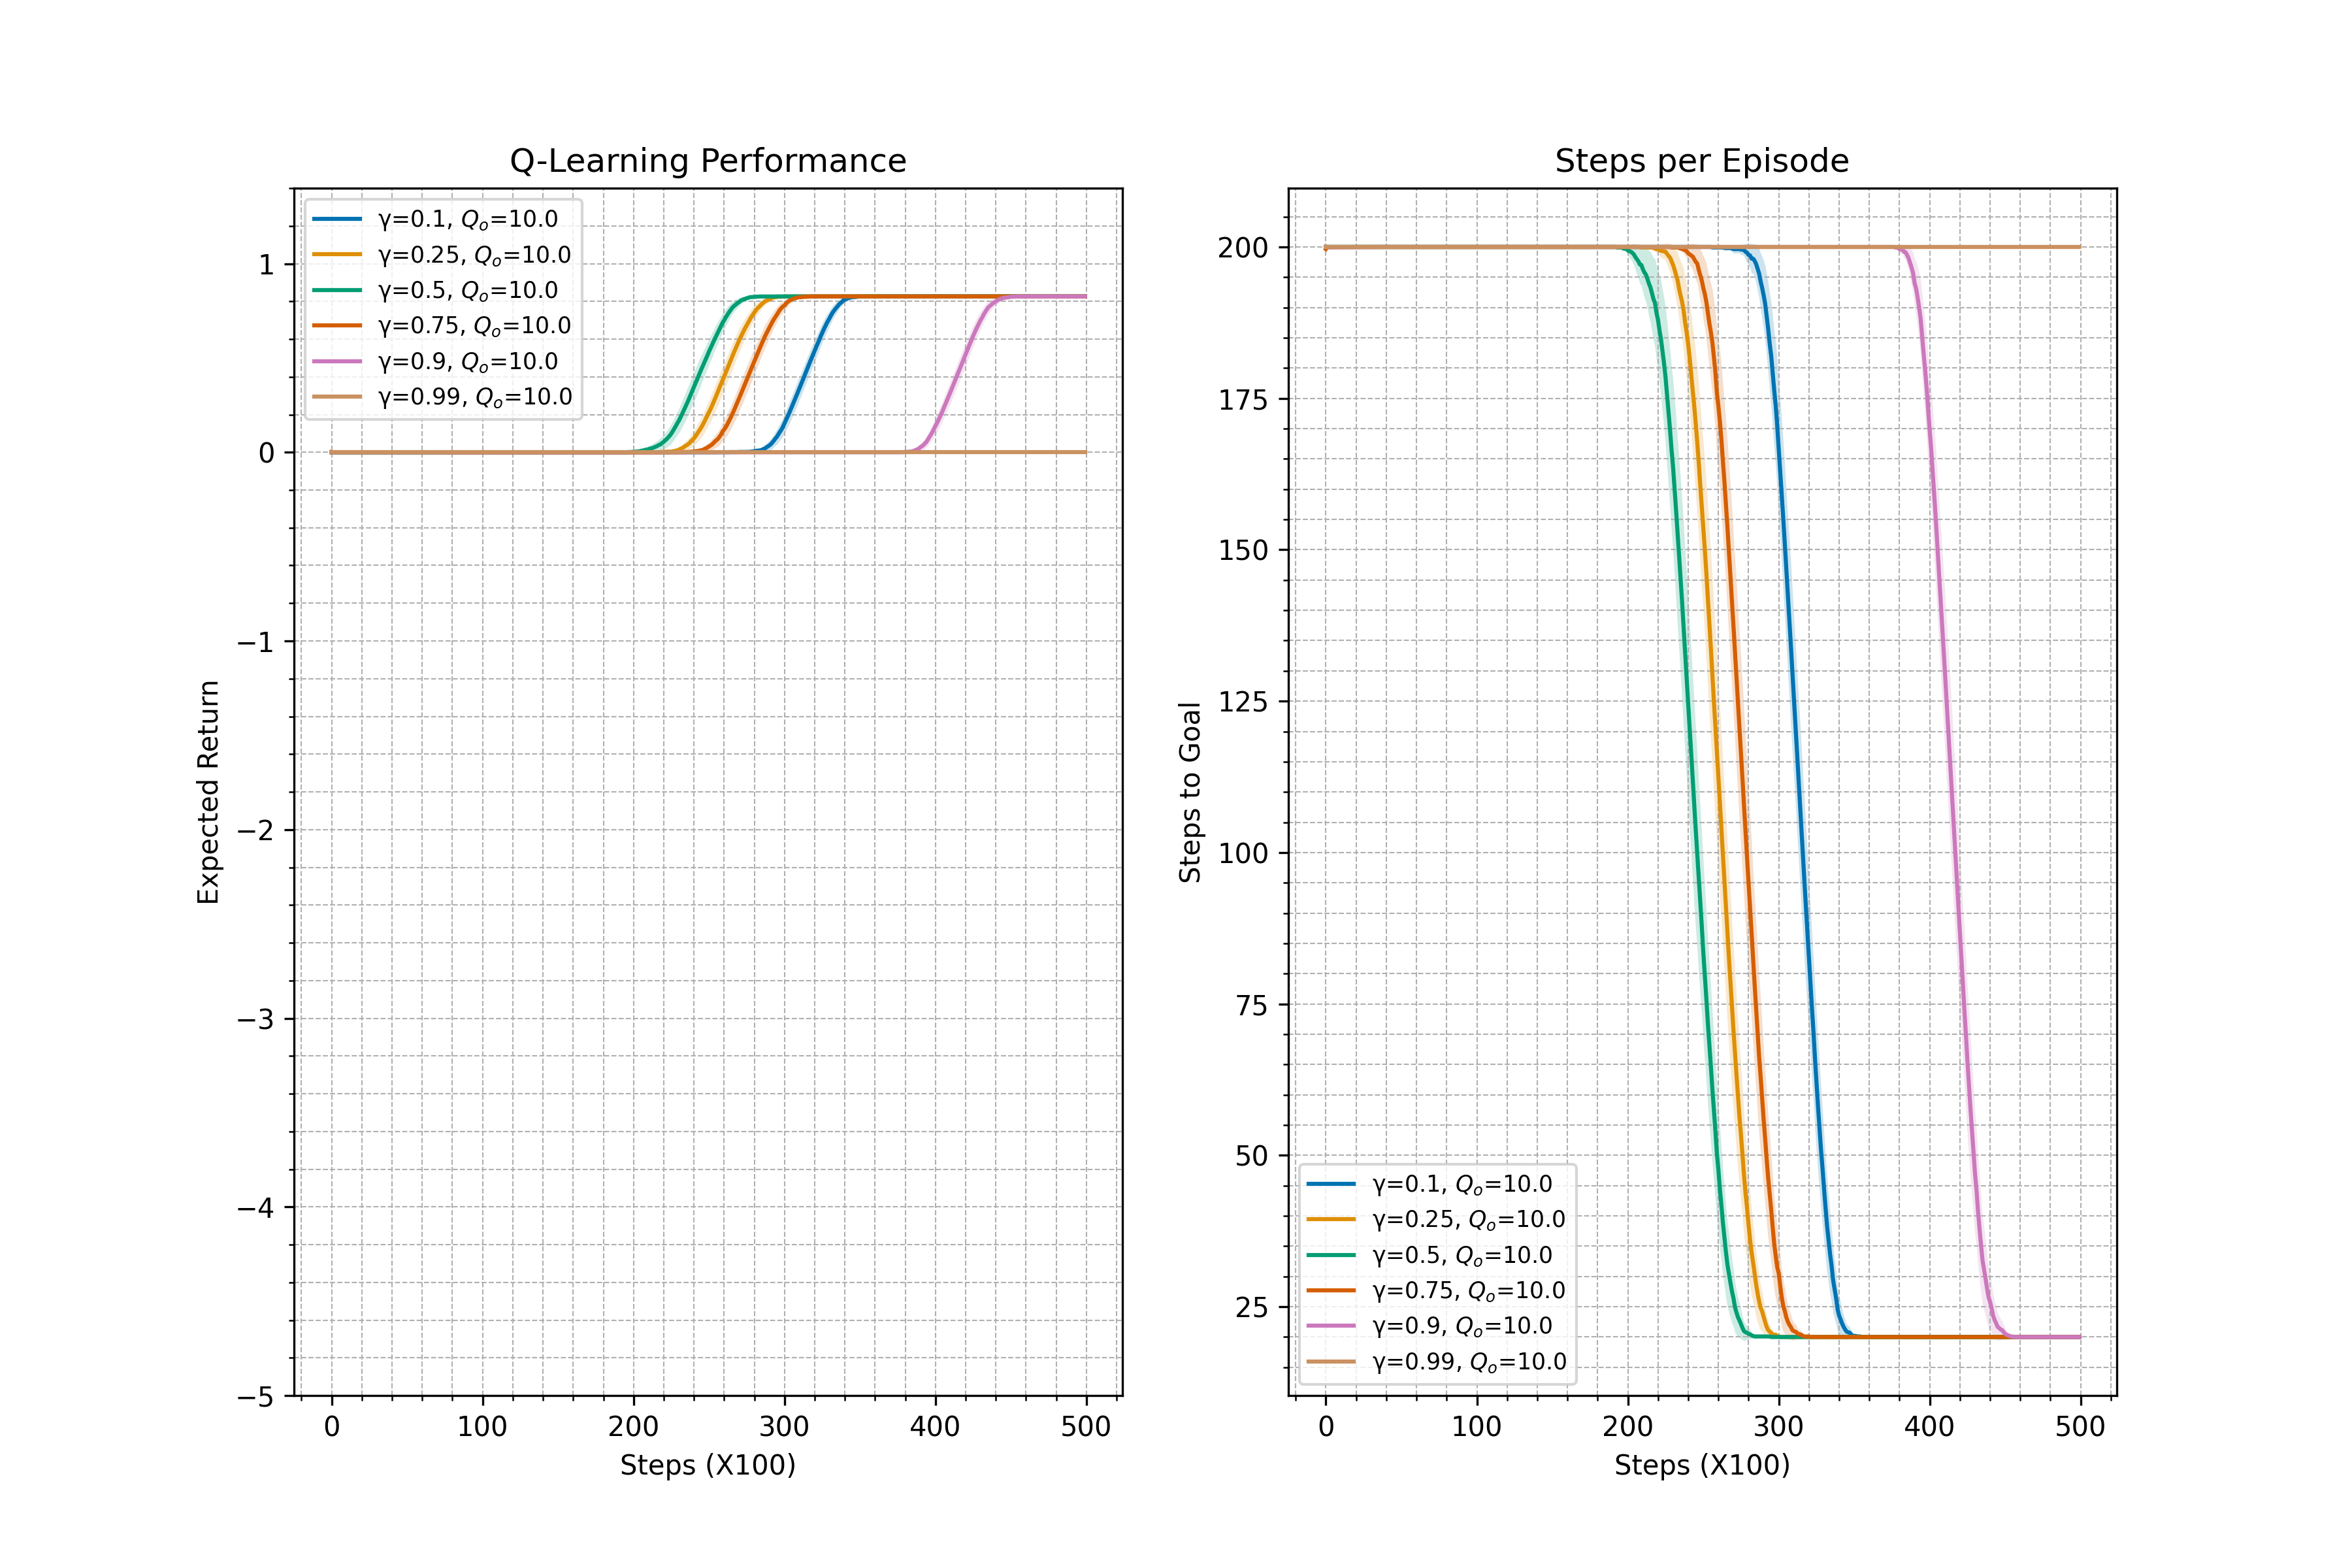 Q-Learning Performance
Expected Return
1
0
−1
−2
−3
−4
−5
γ=0.1, Qₒ=10.0
γ=0.25, Qₒ=10.0
γ=0.5, Qₒ=10.0
γ=0.75, Qₒ=10.0
γ=0.9, Qₒ=10.0
γ=0.99, Qₒ=10.0
0 100 200 300 400 500
Steps (X100)
Steps per Episode
Steps to Goal
200
175
150
125
100
75
50
25
γ=0.1, Qₒ=10.0
γ=0.25, Qₒ=10.0
γ=0.5, Qₒ=10.0
γ=0.75, Qₒ=10.0
γ=0.9, Qₒ=10.0
γ=0.99, Qₒ=10.0
0 100 200 300 400 500
Steps (X100)